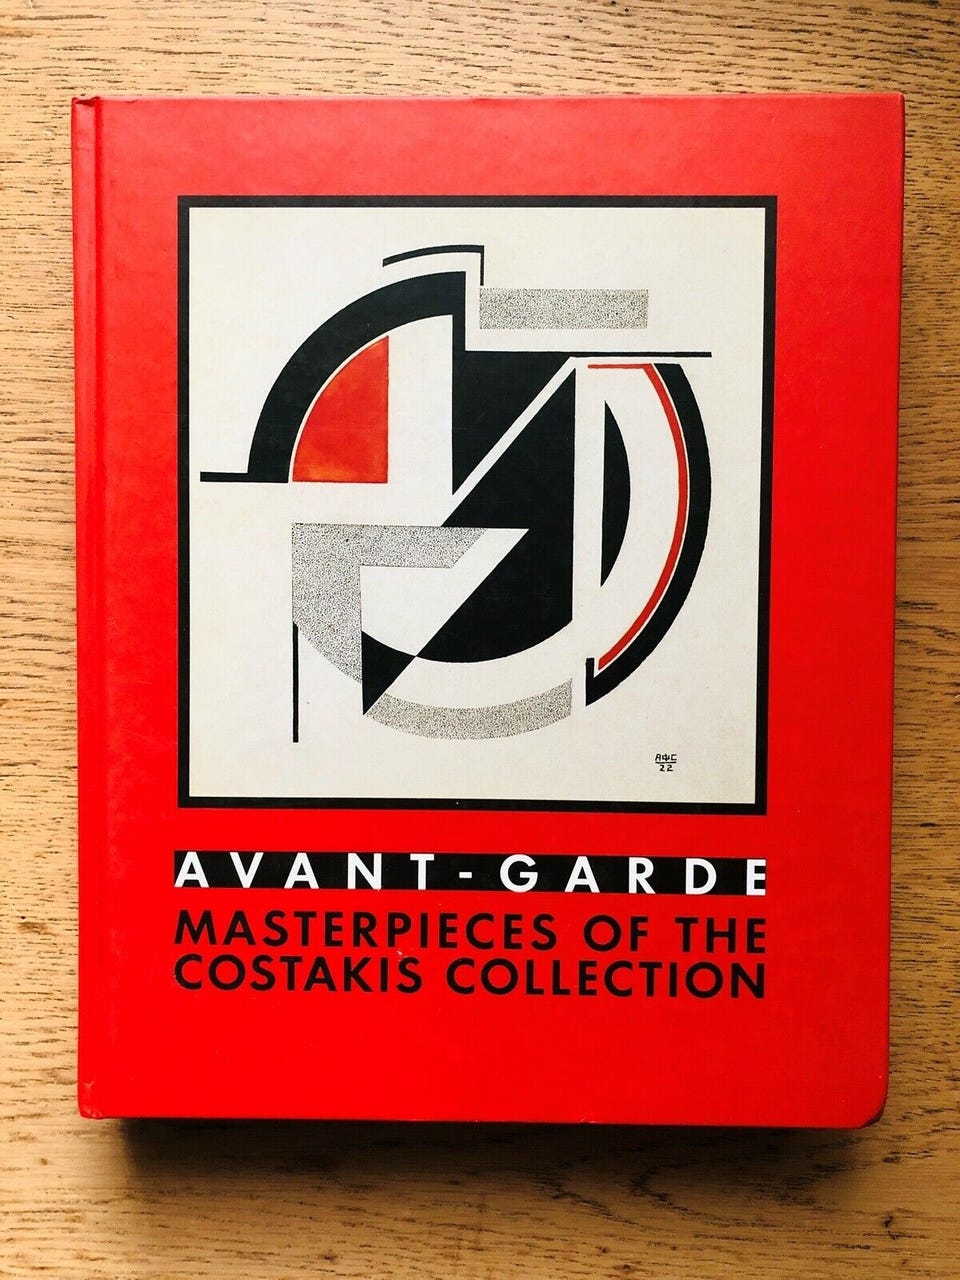 АФС
22
AVANT-GARDE
MASTERPIECES OF THE
COSTAKIS COLLECTION